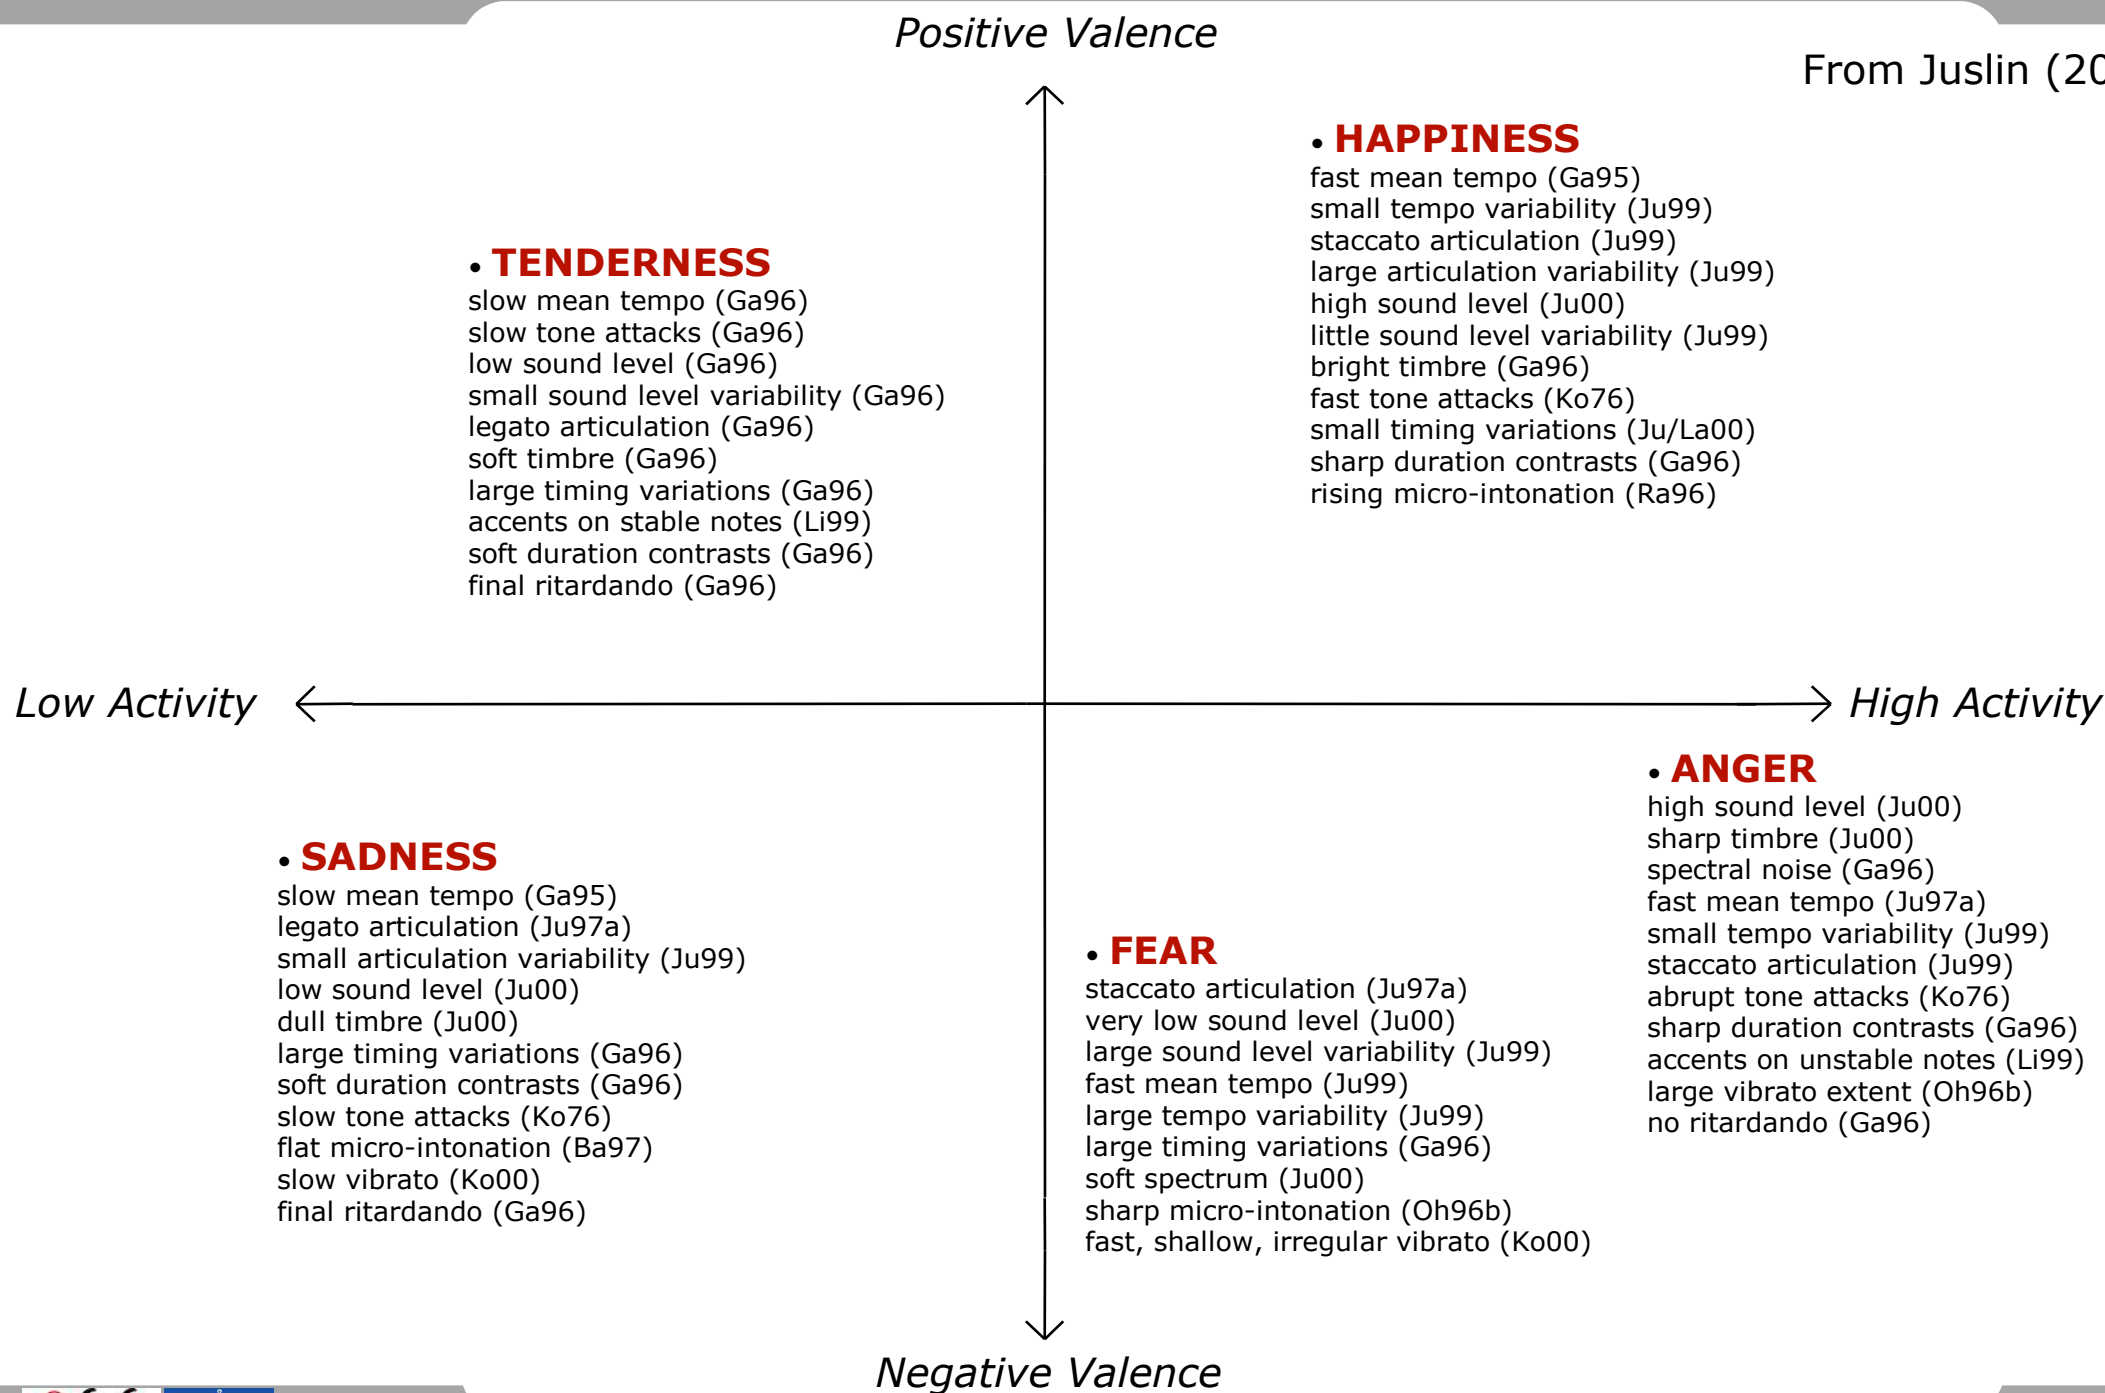 Positive Valence
From Juslin (20
• HAPPINESS
fast mean tempo (Ga95)
small tempo variability (Ju99)
staccato articulation (Ju99)
large articulation variability (Ju99)
high sound level (Ju00)
little sound level variability (Ju99)
bright timbre (Ga96)
fast tone attacks (Ko76)
small timing variations (Ju/La00)
sharp duration contrasts (Ga96)
rising micro-intonation (Ra96)
• TENDERNESS
slow mean tempo (Ga96)
slow tone attacks (Ga96)
low sound level (Ga96)
small sound level variability (Ga96)
legato articulation (Ga96)
soft timbre (Ga96)
large timing variations (Ga96)
accents on stable notes (Li99)
soft duration contrasts (Ga96)
final ritardando (Ga96)
Low Activity
High Activity
• SADNESS
slow mean tempo (Ga95)
legato articulation (Ju97a)
small articulation variability (Ju99)
low sound level (Ju00)
dull timbre (Ju00)
large timing variations (Ga96)
soft duration contrasts (Ga96)
slow tone attacks (Ko76)
flat micro-intonation (Ba97)
slow vibrato (Ko00)
final ritardando (Ga96)
• FEAR
staccato articulation (Ju97a)
very low sound level (Ju00)
large sound level variability (Ju99)
fast mean tempo (Ju99)
large tempo variability (Ju99)
large timing variations (Ga96)
soft spectrum (Ju00)
sharp micro-intonation (Oh96b)
fast, shallow, irregular vibrato (Ko00)
• ANGER
high sound level (Ju00)
sharp timbre (Ju00)
spectral noise (Ga96)
fast mean tempo (Ju97a)
small tempo variability (Ju99)
staccato articulation (Ju99)
abrupt tone attacks (Ko76)
sharp duration contrasts (Ga96)
accents on unstable notes (Li99)
large vibrato extent (Oh96b)
no ritardando (Ga96)
Negative Valence